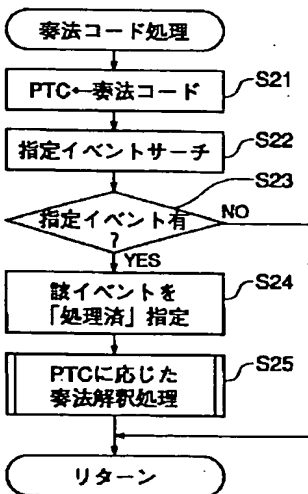 奏法コード処理
PTC←奏法コード
S21
指定イベントサーチ
S22
S23
指定イベント有
?
NO
YES
該イベントを
「処理済」指定
S24
PTCに応じた
奏法解釈処理
S25
リターン